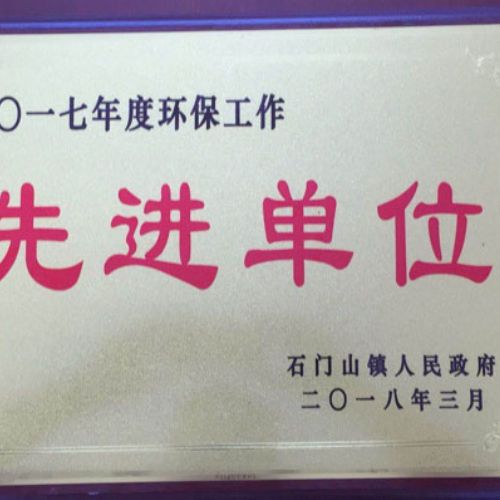 〇一七年度环保工作
先进单位
石门山镇人民政府
二〇一八年三月